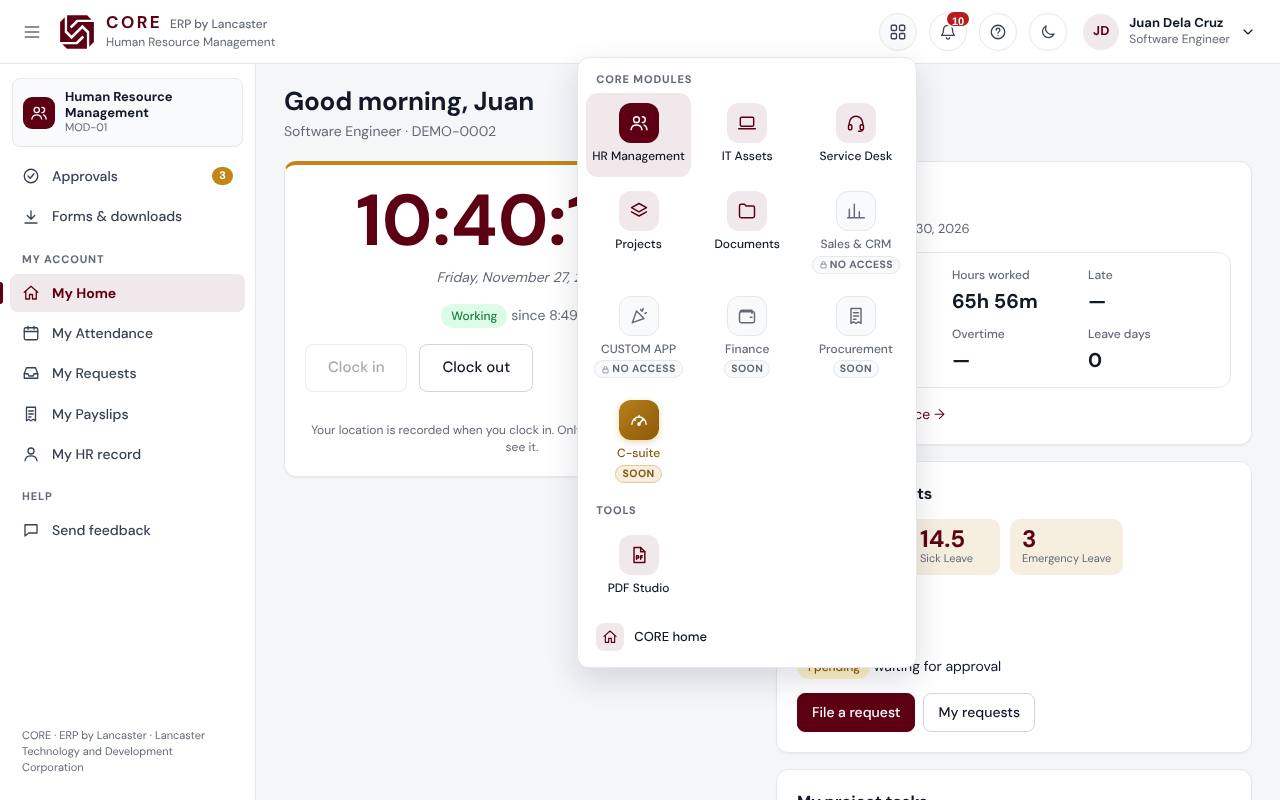 CORE ERP by Lancaster
Human Resource Management
10
JD
Juan Dela Cruz
Software Engineer
Human Resource
Management
MOD-01
Approvals
3
Forms & downloads
MY ACCOUNT
My Home
My Attendance
My Requests
My Payslips
My HR record
HELP
Send feedback
CORE · ERP by Lancaster · Lancaster
Technology and Development
Corporation
Good morning, Juan
Software Engineer · DEMO-0002
10:40:
Friday, November 27,
Working since 8:49
Clock in
Clock out
Your location is recorded when you clock in.
see it.
CORE MODULES
HR Management
IT Assets
Service Desk
Projects
Documents
Sales & CRM
NO ACCESS
CUSTOM APP
NO ACCESS
Finance
SOON
Procurement
SOON
C-suite
SOON
TOOLS
PDF Studio
CORE home
30, 2026
Hours worked
65h 56m
Late
—
Overtime
—
Leave days
0
14.5
Sick Leave
3
Emergency Leave
waiting for approval
File a request
My requests
My project tasks